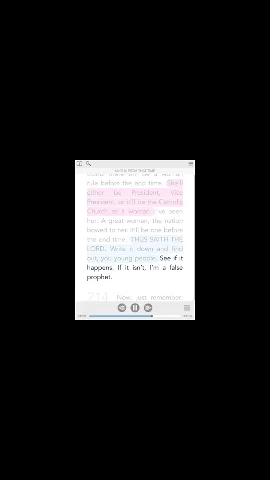 rule before the end time. She'll
either be President, Vice
President, or it'll be the Catholic
Church as a woman. I've seen
her. A great woman, the nation
bowed to her. It'll be one before
the end time. THUS SAITH THE
LORD. Write it down and find
out, you young people. See if it
happens. If it isn't, I'm a false
prophet.
214 Now, just remember,